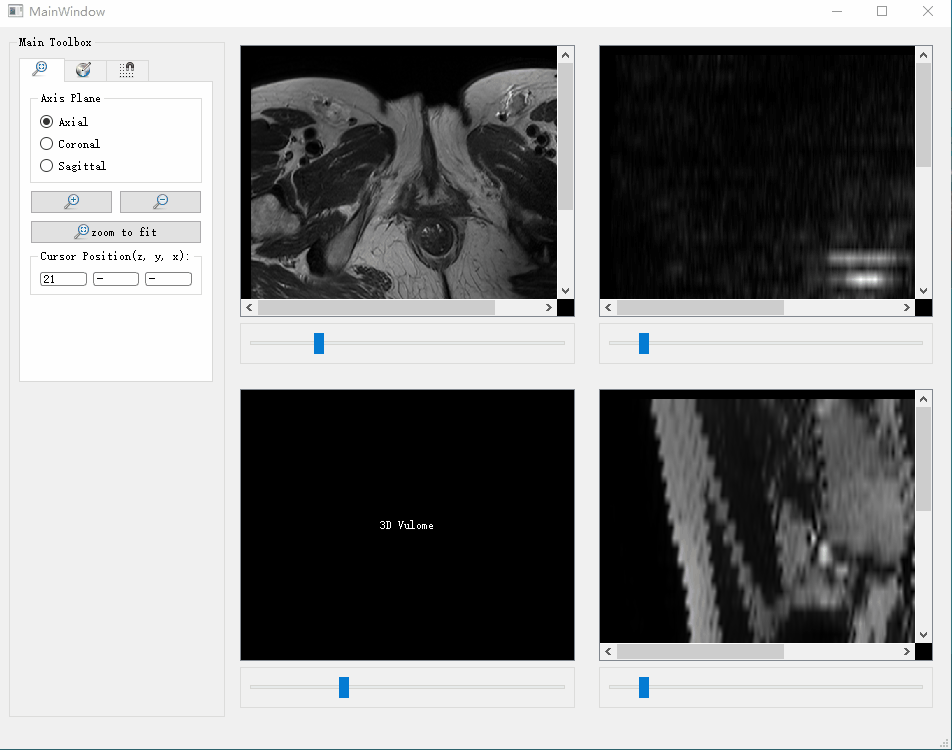 MainWindow
Main Toolbox
Axis Plane
Axial
Coronal
Sagittal
zoom to fit
Cursor Position(z, y, x):
21 - -
3D Vulome